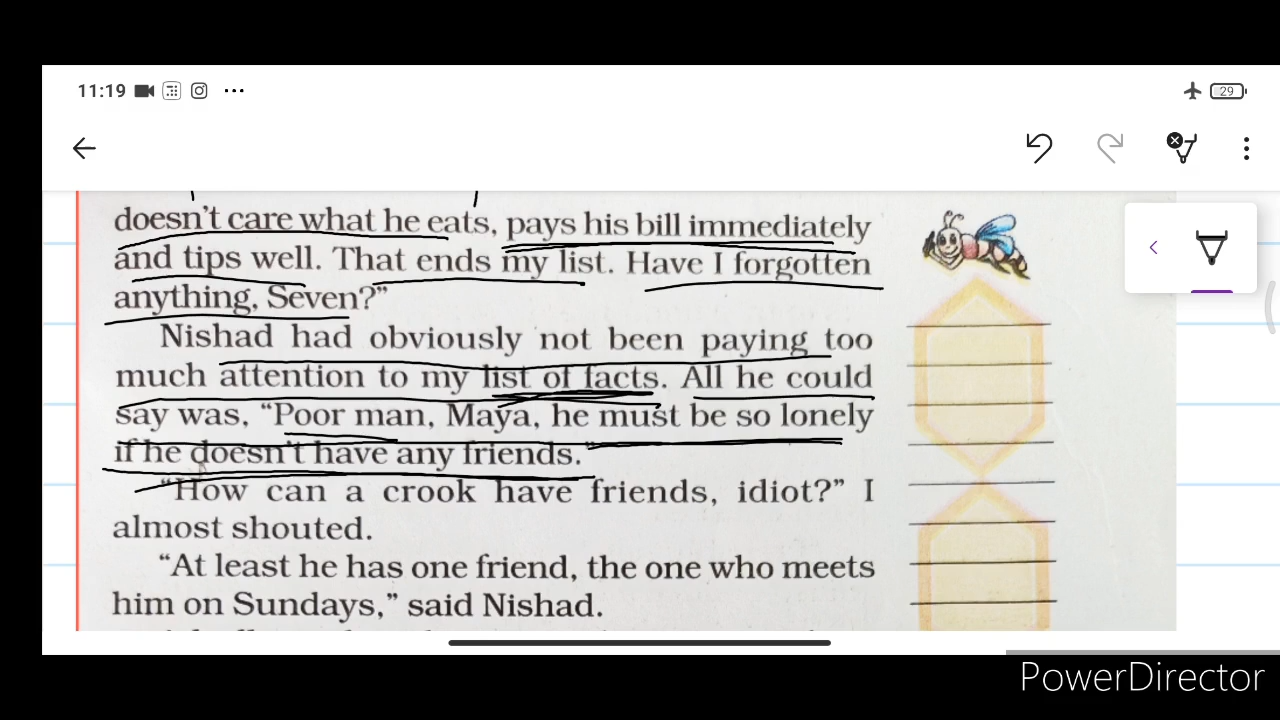 11:19
29
doesn't care what he eats, pays his bill immediately
and tips well. That ends my list. Have I forgotten
anything, Seven?”
Nishad had obviously not been paying too
much attention to my list of facts. All he could
say was, “Poor man, Maya, he must be so lonely
if he doesn't have any friends.”
“How can a crook have friends, idiot?” I
almost shouted.
“At least he has one friend, the one who meets
him on Sundays,” said Nishad.
PowerDirector